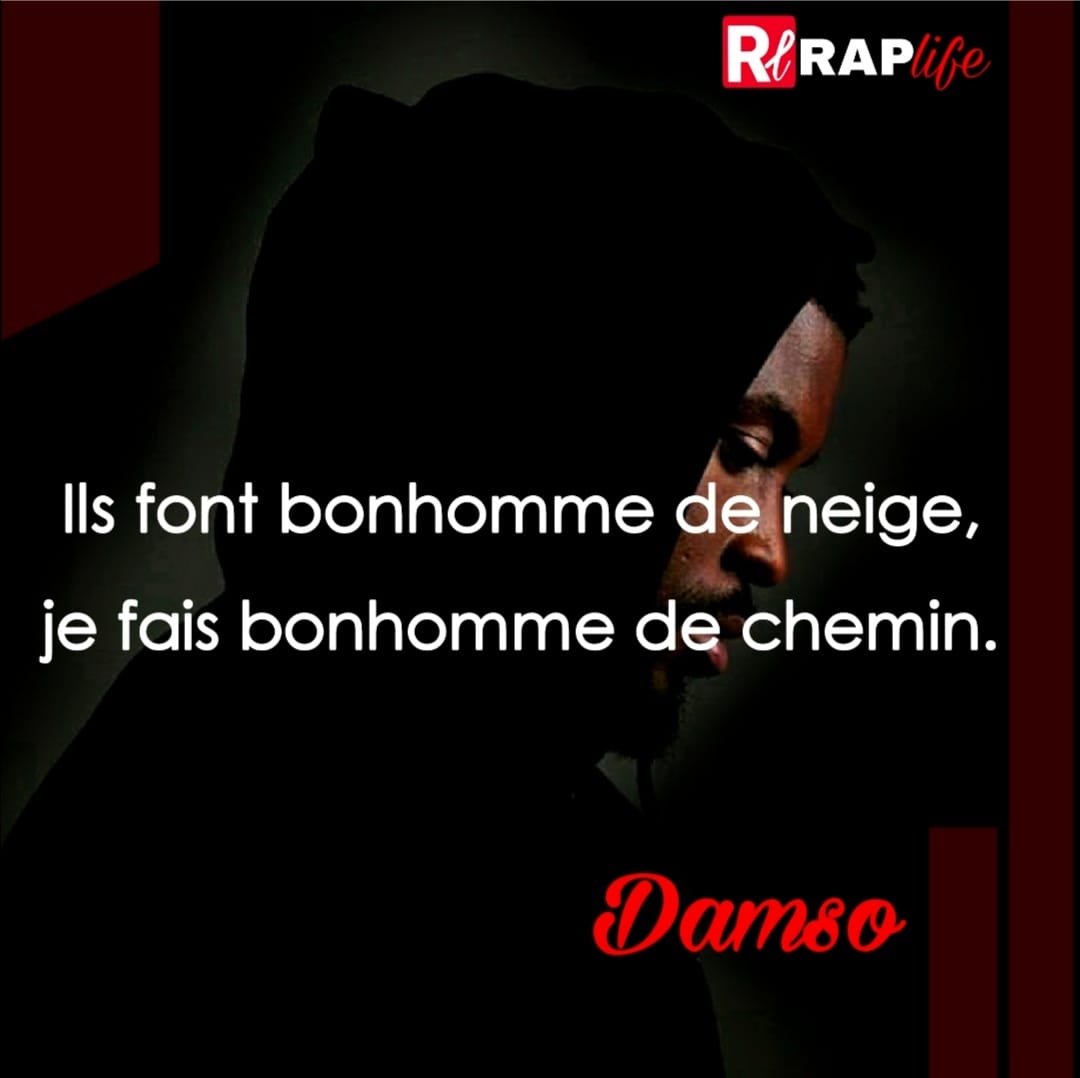 Rl RAPlife
Ils font bonhomme de neige,
je fais bonhomme de chemin.
Damso